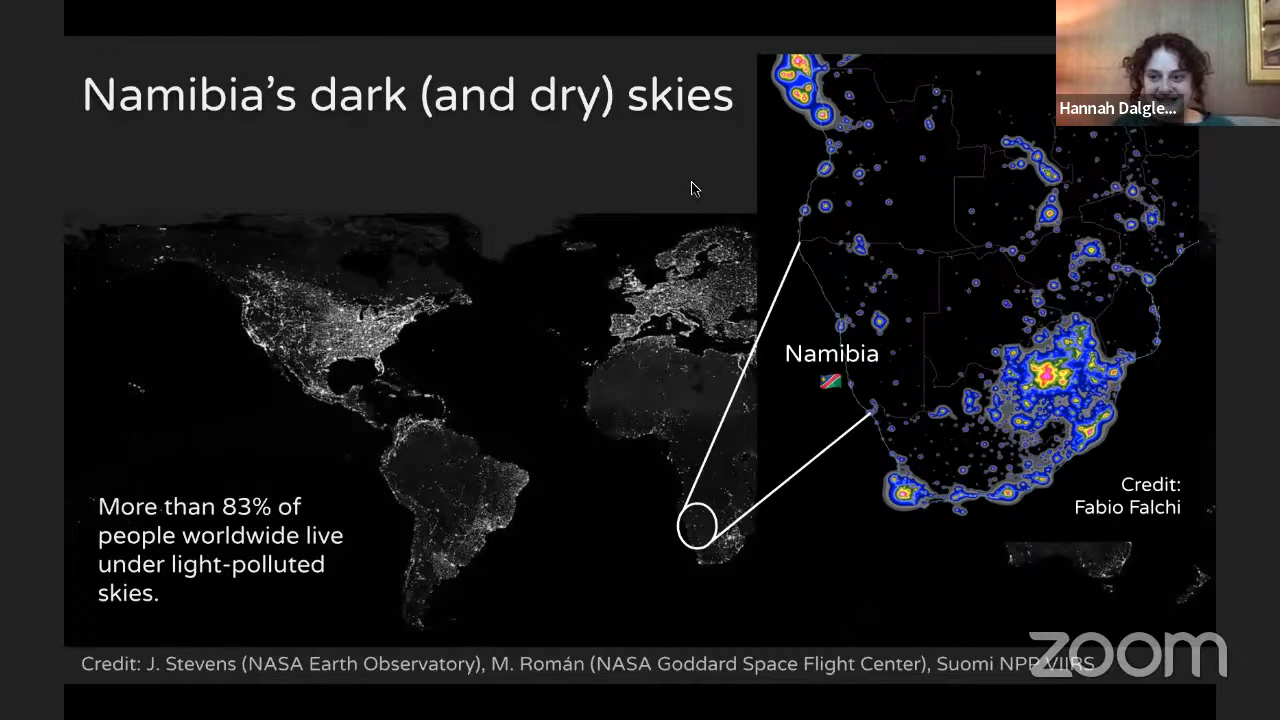 Namibia's dark (and dry) skies
Hannah Dalgle...
Namibia
Credit:
Fabio Falchi
More than 83% of
people worldwide live
under light-polluted
skies.
Credit: J. Stevens (NASA Earth Observatory), M. Román (NASA Goddard Space Flight Center), Suomi NPP VIIRS
zoom